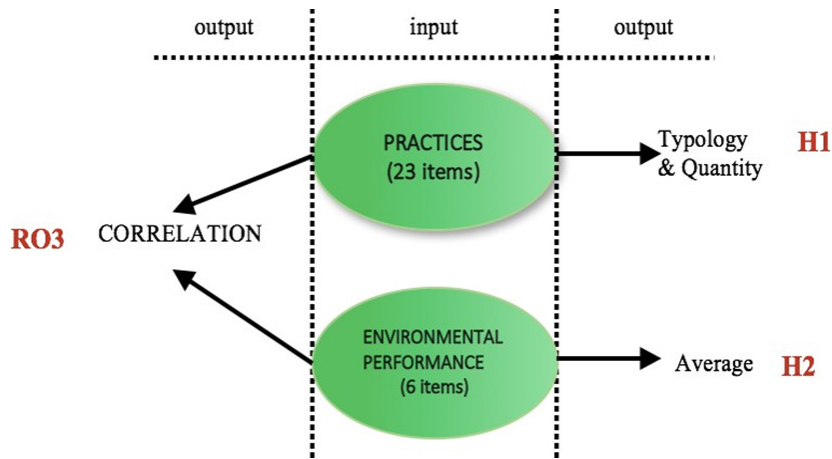 output
input
output
PRACTICES
(23 items)
Typology
& Quantity
H1
RO3
CORRELATION
ENVIRONMENTAL
PERFORMANCE
(6 items)
Average
H2